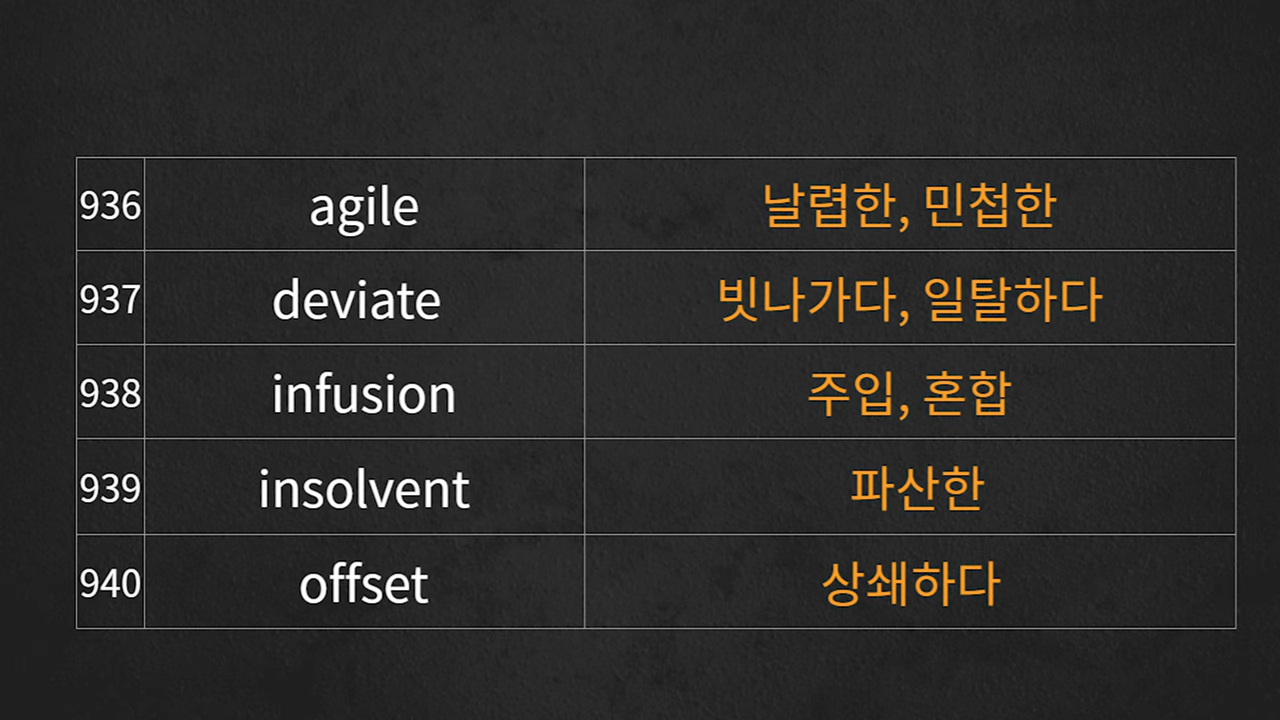 936 agile 날렵한, 민첩한
937 deviate 빗나가다, 일탈하다
938 infusion 주입, 혼합
939 insolvent 파산한
940 offset 상쇄하다